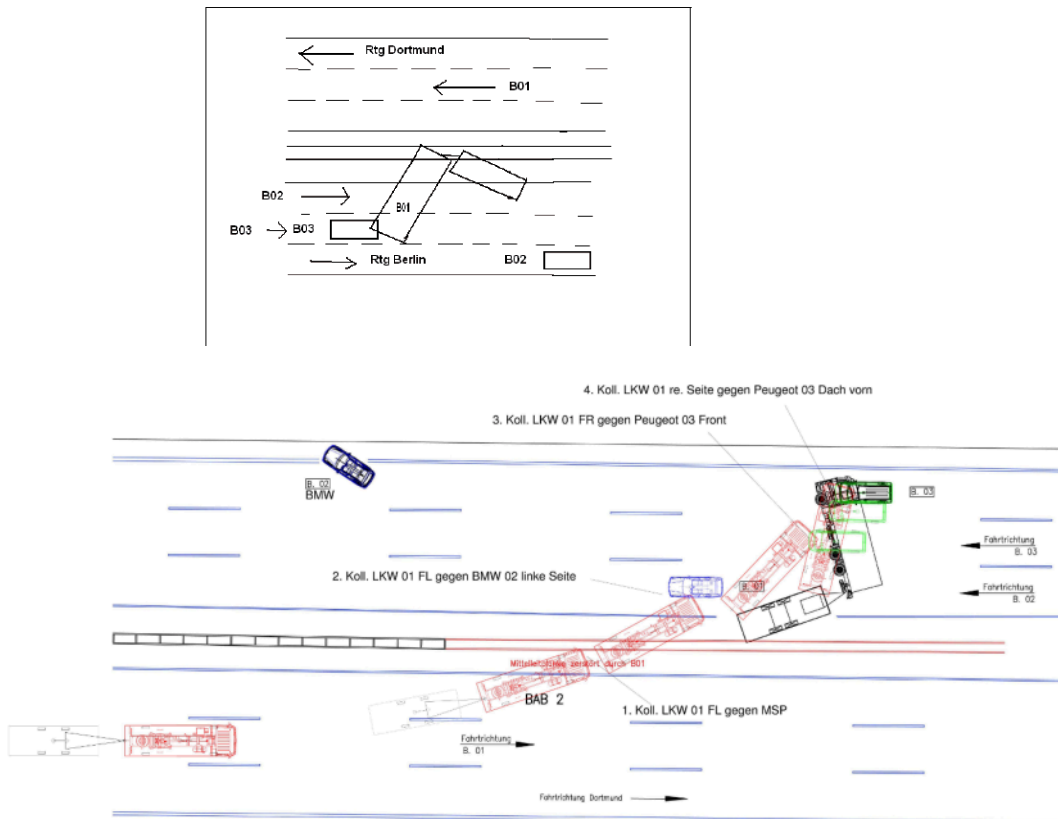 Rtg Dortmund
B01
B02
B01
B03 B03
Rtg Berlin
B02
4. Koll. LKW 01 re. Seite gegen Peugeot 03 Dach vorn
3. Koll. LKW 01 FR gegen Peugeot 03 Front
B. 02
BMW
B. 03
Fahrtrichtung
B. 03
2. Koll. LKW 01 FL gegen BMW 02 linke Seite
B. 01
Fahrtrichtung
B. 02
Mittelleitplanke zerstört durch B01
BAB 2
1. Koll. LKW 01 FL gegen MSP
Fahrtrichtung
B. 01
Fahrtrichtung Dortmund